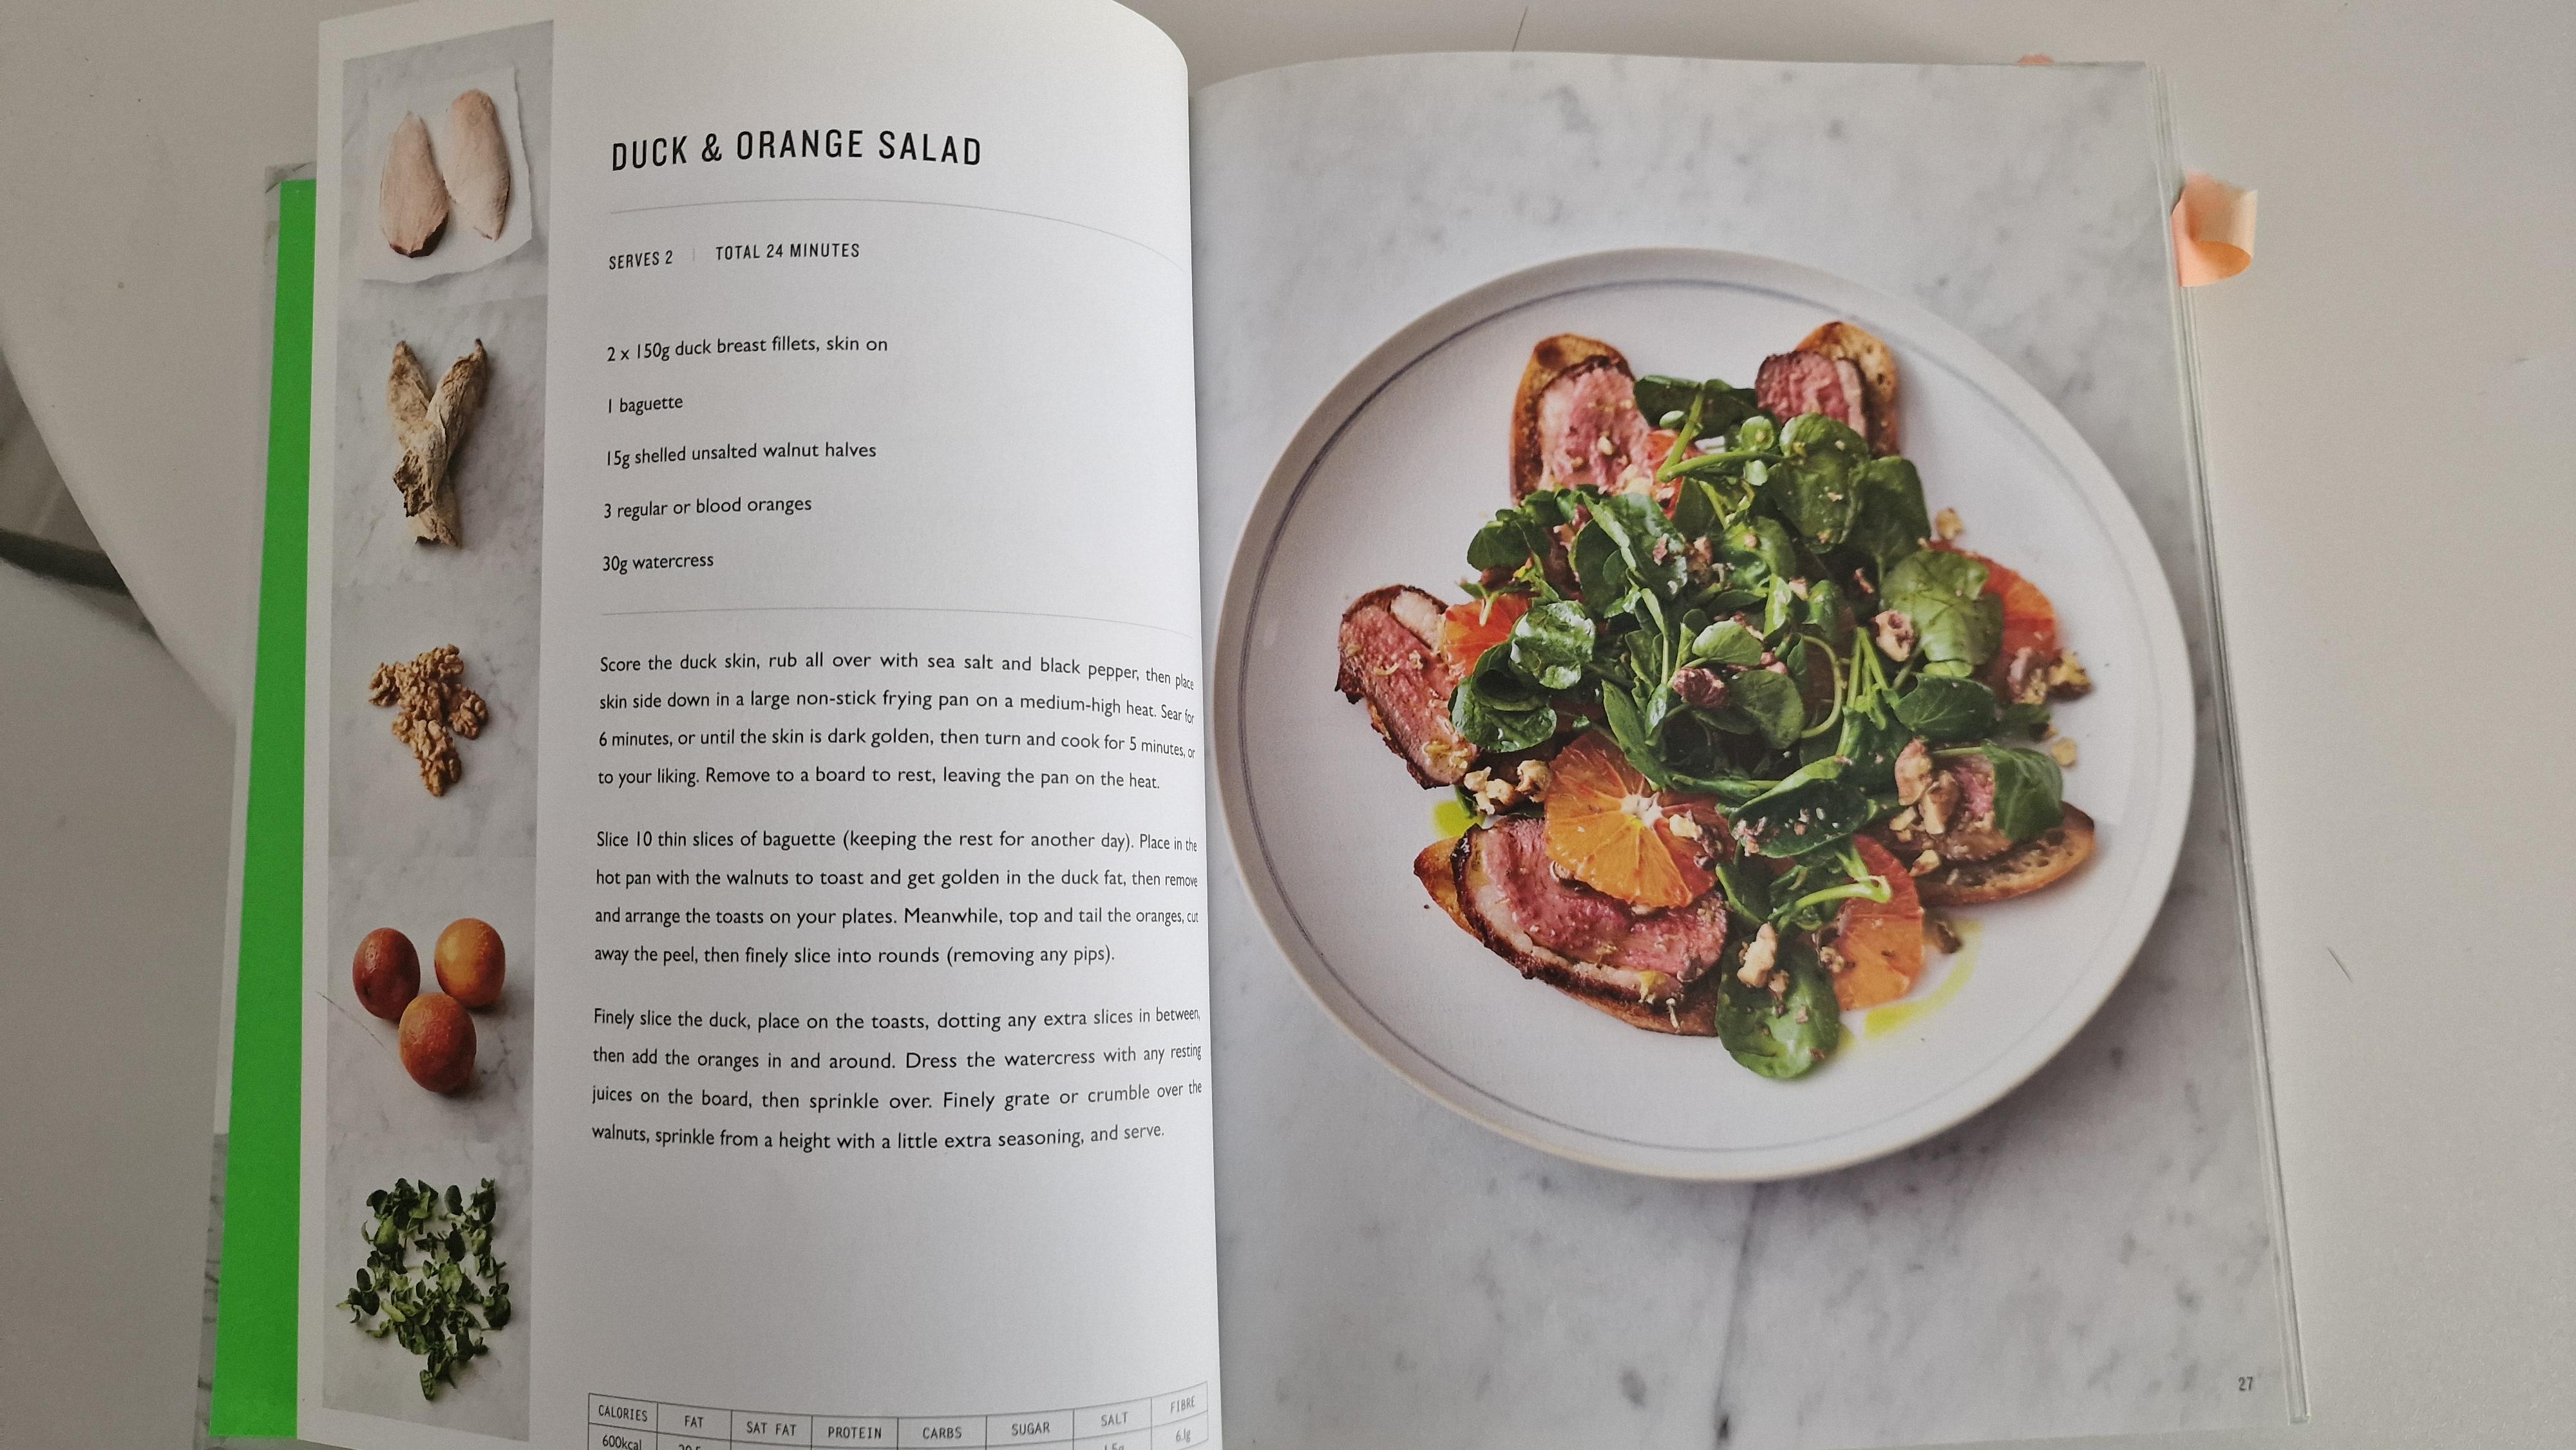 DUCK & ORANGE SALAD
SERVES 2 | TOTAL 24 MINUTES
2 x 150g duck breast fillets, skin on
1 baguette
15g shelled unsalted walnut halves
3 regular or blood oranges
30g watercress
Score the duck skin, rub all over with sea salt and black pepper, then place
skin side down in a large non-stick frying pan on a medium-high heat. Sear for
6 minutes, or until the skin is dark golden, then turn and cook for 5 minutes, or
to your liking. Remove to a board to rest, leaving the pan on the heat.
Slice 10 thin slices of baguette (keeping the rest for another day). Place in the
hot pan with the walnuts to toast and get golden in the duck fat, then remove
and arrange the toasts on your plates. Meanwhile, top and tail the oranges, cut
away the peel, then finely slice into rounds (removing any pips).
Finely slice the duck, place on the toasts, dotting any extra slices in between,
then add the oranges in and around. Dress the watercress with any resting
juices on the board, then sprinkle over. Finely grate or crumble over the
walnuts, sprinkle from a height with a little extra seasoning, and serve.
CALORIES FAT SAT FAT PROTEIN CARBS SUGAR SALT FIBRE
600kcal 6.1g
27